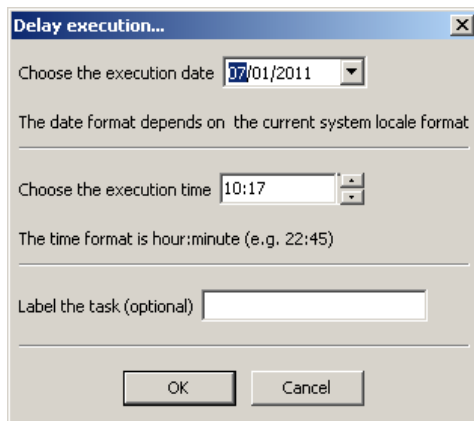 Delay execution...
Choose the execution date 07/01/2011
The date format depends on the current system locale format
Choose the execution time 10:17
The time format is hour:minute (e.g. 22:45)
Label the task (optional)
OK Cancel